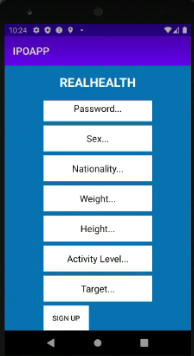 10:24
IPOAPP
REALHEALTH
Password...
Sex...
Nationality...
Weight...
Height...
Activity Level...
Target...
SIGN UP